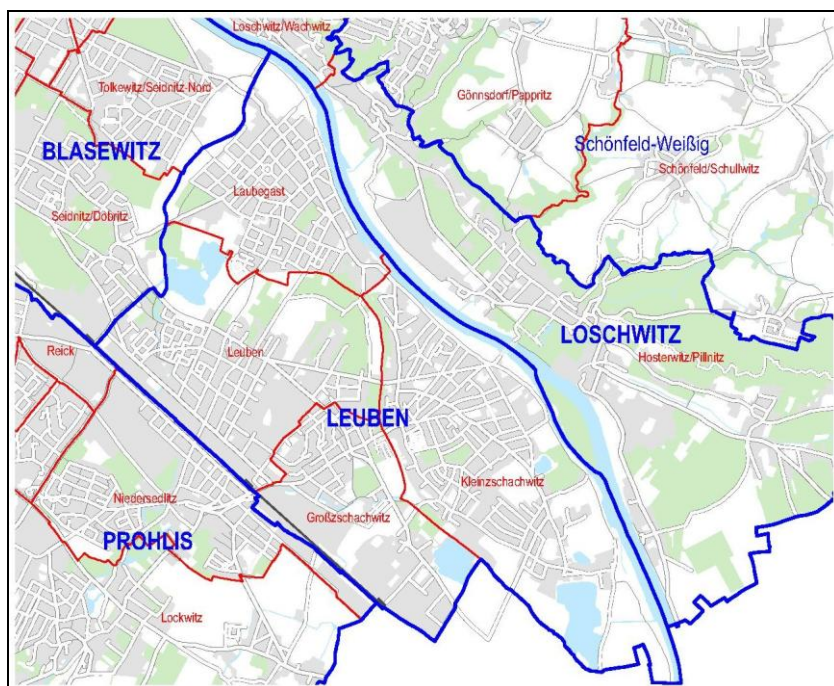 Loschwitz/Wachwitz
Tolkewitz/Seidnitz-Nord
Gönnsdorf/Pappritz
BLASEWITZ
Schönfeld-Weißig
Schönfeld/Schullwitz
Laubegast
Seidnitz/Dobritz
LOSCHWITZ
Reick
Leuben
Hosterwitz/Pillnitz
LEUBEN
Kleinzschachwitz
Niedersedlitz
Großzschachwitz
PROHLIS
Lockwitz